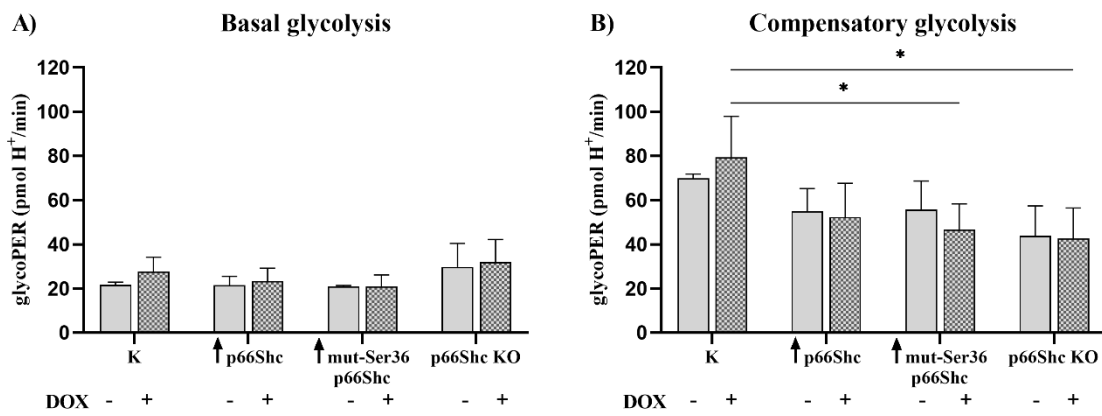 A) Basal glycolysis
glycoPER (pmol H⁺/min)
120
100
80
60
40
20
0
K ↑ p66Shc ↑ mut-Ser36 p66Shc KO
p66Shc
DOX - + - + - + - +
B) Compensatory glycolysis
glycoPER (pmol H⁺/min)
120
100
80
60
40
20
0
*
*
K ↑ p66Shc ↑ mut-Ser36 p66Shc KO
p66Shc
DOX - + - + - + - +